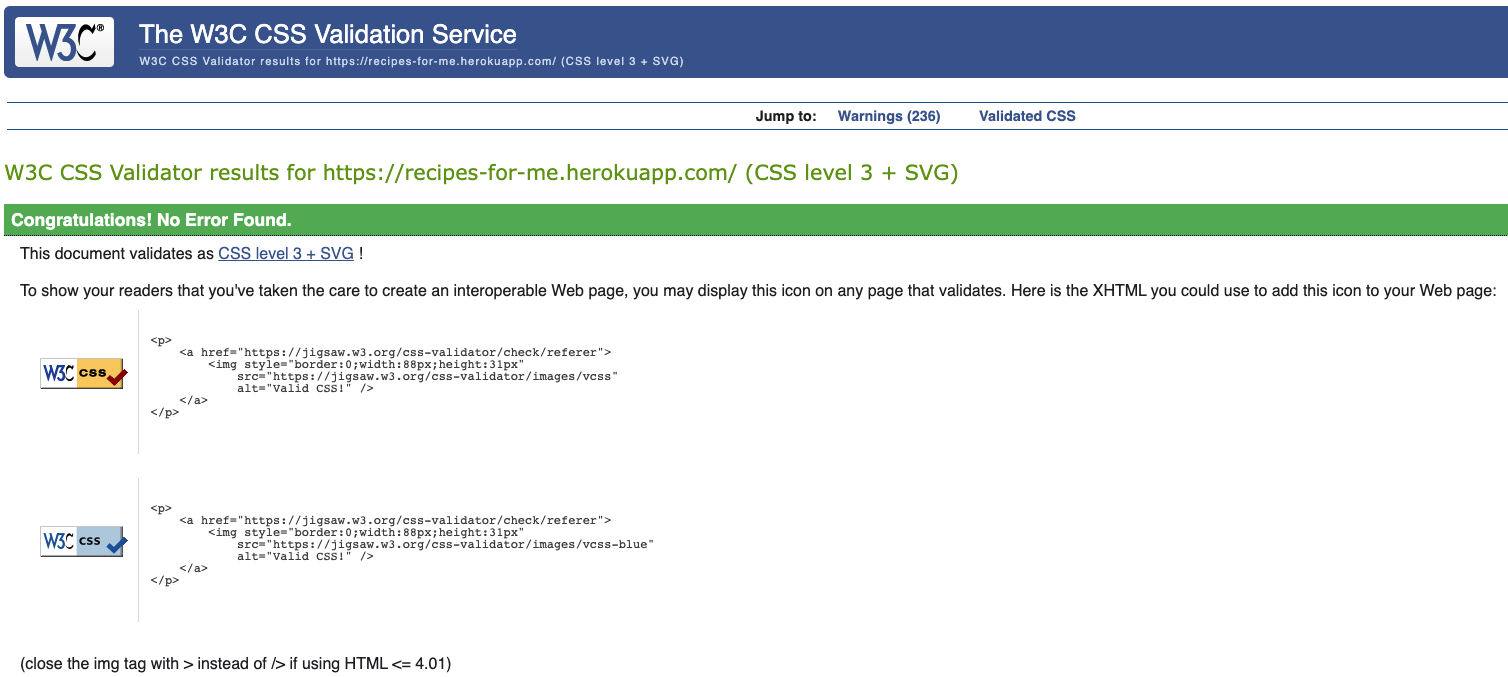 W3C®
The W3C CSS Validation Service
W3C CSS Validator results for https://recipes-for-me.herokuapp.com/ (CSS level 3 + SVG)
Jump to: Warnings (236) Validated CSS
W3C CSS Validator results for https://recipes-for-me.herokuapp.com/ (CSS level 3 + SVG)
Congratulations! No Error Found.
This document validates as CSS level 3 + SVG !
To show your readers that you've taken the care to create an interoperable Web page, you may display this icon on any page that validates. Here is the XHTML you could use to add this icon to your Web page:
W3C css
<p>
    <a href="https://jigsaw.w3.org/css-validator/check/referer">
        <img style="border:0;width:88px;height:31px"
            src="https://jigsaw.w3.org/css-validator/images/vcss"
            alt="Valid CSS!" />
    </a>
</p>
W3C css
<p>
    <a href="https://jigsaw.w3.org/css-validator/check/referer">
        <img style="border:0;width:88px;height:31px"
            src="https://jigsaw.w3.org/css-validator/images/vcss-blue"
            alt="Valid CSS!" />
    </a>
</p>
(close the img tag with > instead of /> if using HTML <= 4.01)